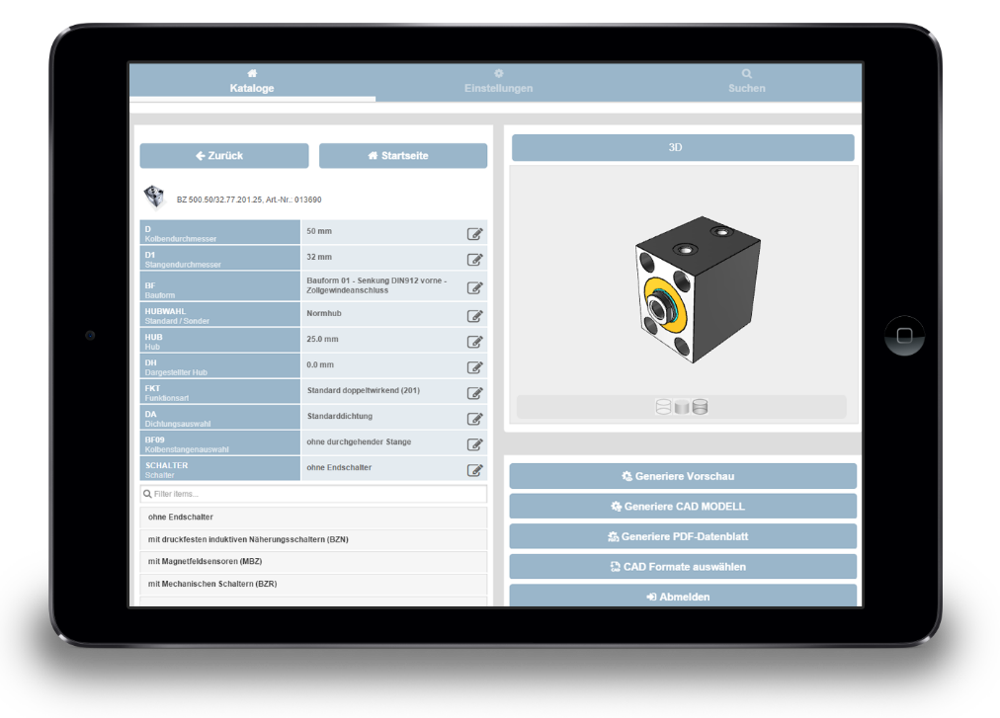 Kataloge
Einstellungen
Suchen
Zurück
Startseite
BZ 500.50/32.77.201.25, Art.-Nr.: 013690
D
Kolbendurchmesser
50 mm
D1
Stangendurchmesser
32 mm
BF
Bauform
Bauform 01 - Senkung DIN912 vorne -
Zollgewindeanschluss
HUBWAHL
Standard / Sonder
Normhub
HUB
Hub
25.0 mm
DH
Dargestellter Hub
0.0 mm
FKT
Funktionsart
Standard doppeltwirkend (201)
DA
Dichtungsauswahl
Standarddichtung
BF09
Kolbenstangenauswahl
ohne durchgehender Stange
SCHALTER
Schalter
ohne Endschalter
Filter items...
ohne Endschalter
mit druckfesten induktiven Näherungsschaltern (BZN)
mit Magnetfeldsensoren (MBZ)
mit Mechanischen Schaltern (BZR)
3D
Generiere Vorschau
Generiere CAD MODELL
Generiere PDF-Datenblatt
CAD Formate auswählen
Abmelden